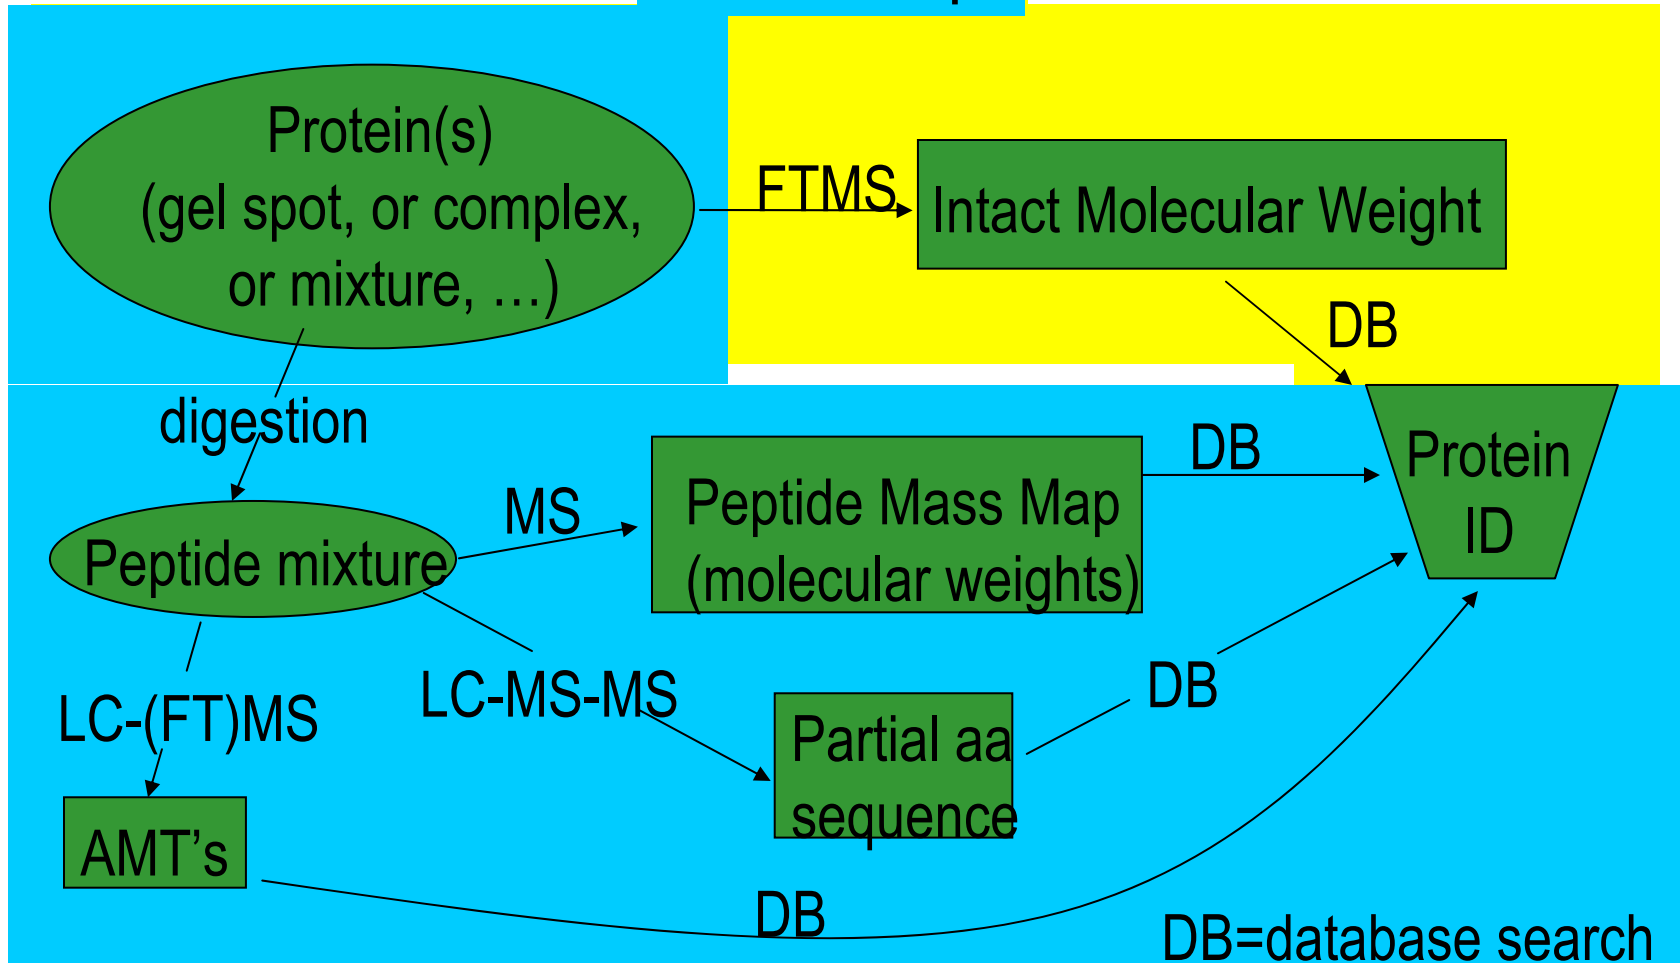 Protein(s)
(gel spot, or complex,
or mixture, …)
FTMS
Intact Molecular Weight
DB
digestion
DB
Protein
ID
MS
Peptide Mass Map
(molecular weights)
Peptide mixture
LC-(FT)MS
LC-MS-MS
DB
Partial aa
sequence
AMT’s
DB
DB=database search